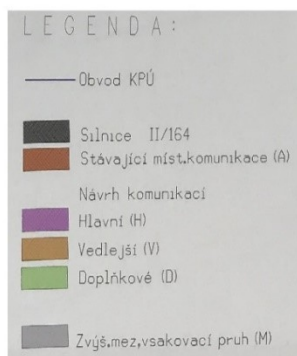 LEGENDA:
Obvod KPÚ
Silnice II/164
Stávající míst.komunikace (A)
Návrh komunikací
Hlavní (H)
Vedlejší (V)
Doplňkové (D)
Zvýš.mez,vsakovací pruh (M)